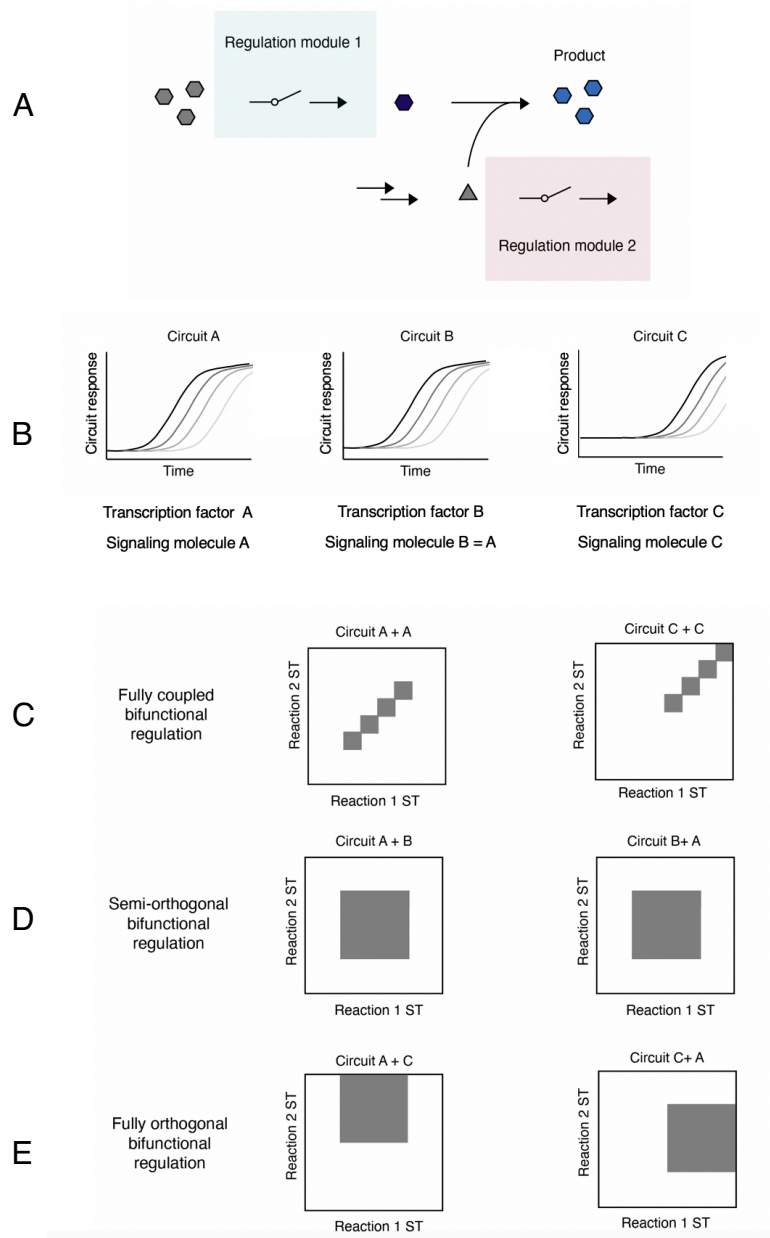 A
Regulation module 1
Product
Regulation module 2
B
Circuit A
Circuit response
Time
Transcription factor A
Signaling molecule A
Circuit B
Circuit response
Time
Transcription factor B
Signaling molecule B = A
Circuit C
Circuit response
Time
Transcription factor C
Signaling molecule C
C
Fully coupled
bifunctional
regulation
Circuit A + A
Reaction 2 ST
Reaction 1 ST
Circuit C + C
Reaction 2 ST
Reaction 1 ST
D
Semi-orthogonal
bifunctional
regulation
Circuit A + B
Reaction 2 ST
Reaction 1 ST
Circuit B+ A
Reaction 2 ST
Reaction 1 ST
E
Fully orthogonal
bifunctional
regulation
Circuit A + C
Reaction 2 ST
Reaction 1 ST
Circuit C+ A
Reaction 2 ST
Reaction 1 ST